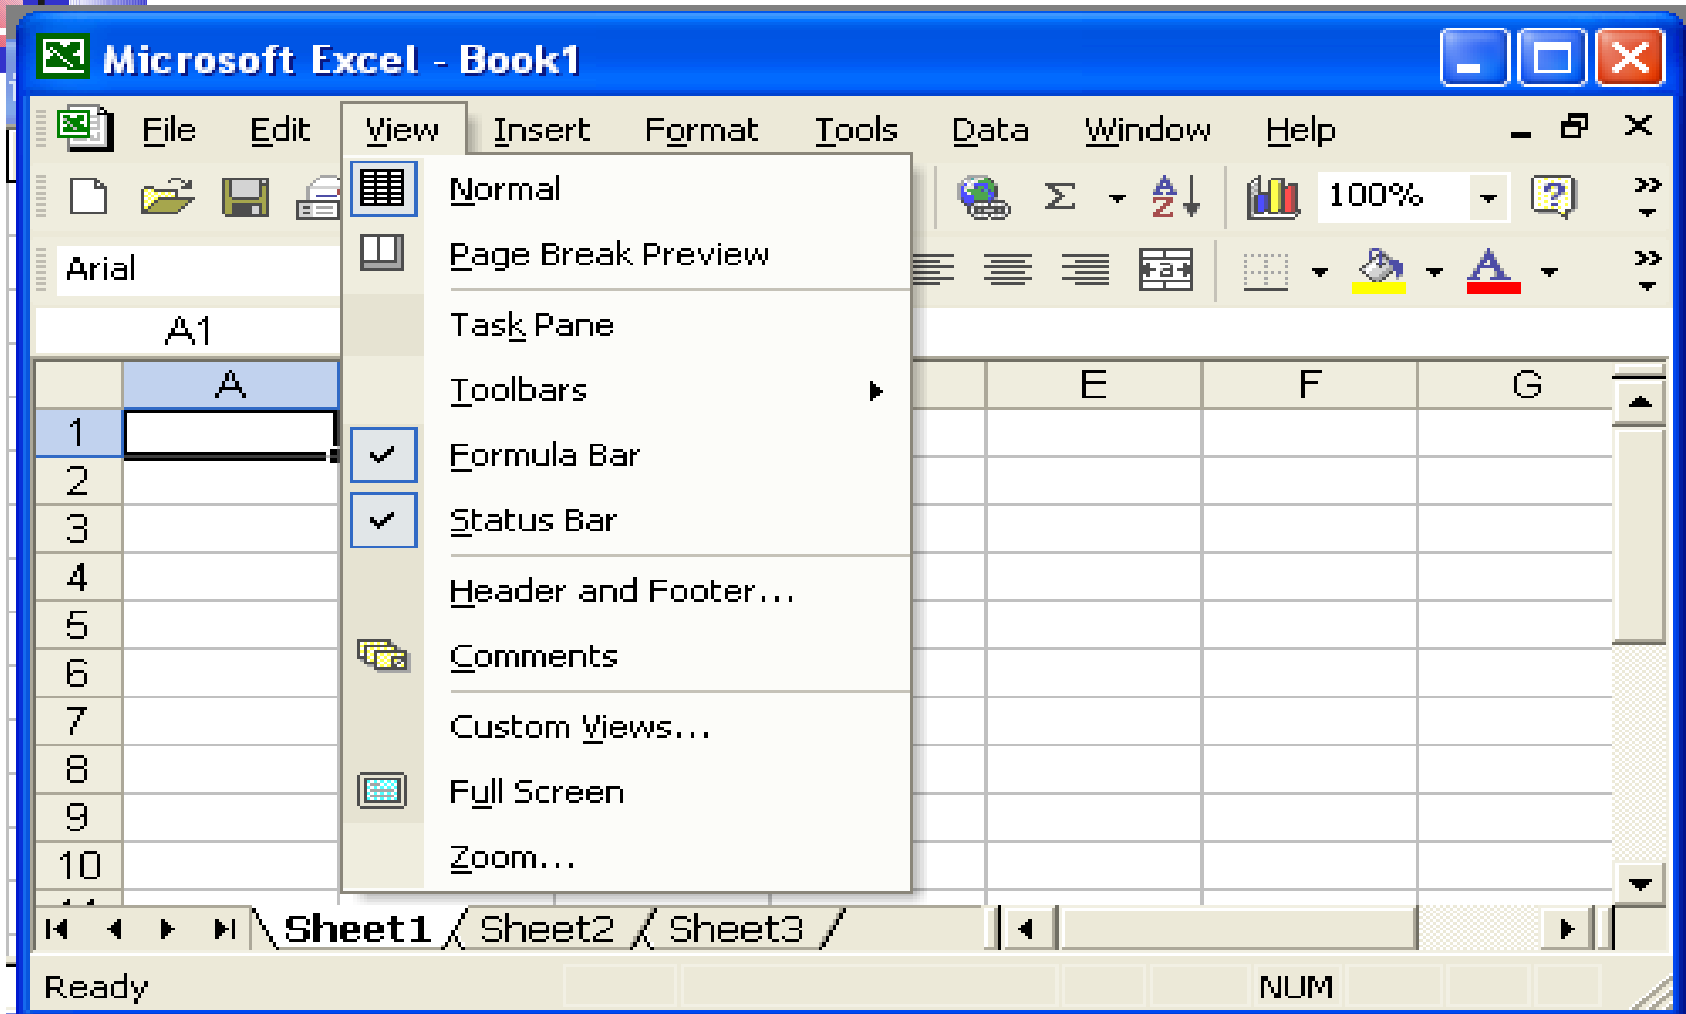 Microsoft Excel - Book1
File Edit View Insert Format Tools Data Window Help
Normal
100%
Page Break Preview
Arial
A1
Task Pane
A E F G
Toolbars
1
Formula Bar
2
Status Bar
3
4
Header and Footer...
5
Comments
6
7
Custom Views...
8
Full Screen
9
Zoom...
10
Sheet1 Sheet2 Sheet3
Ready NUM